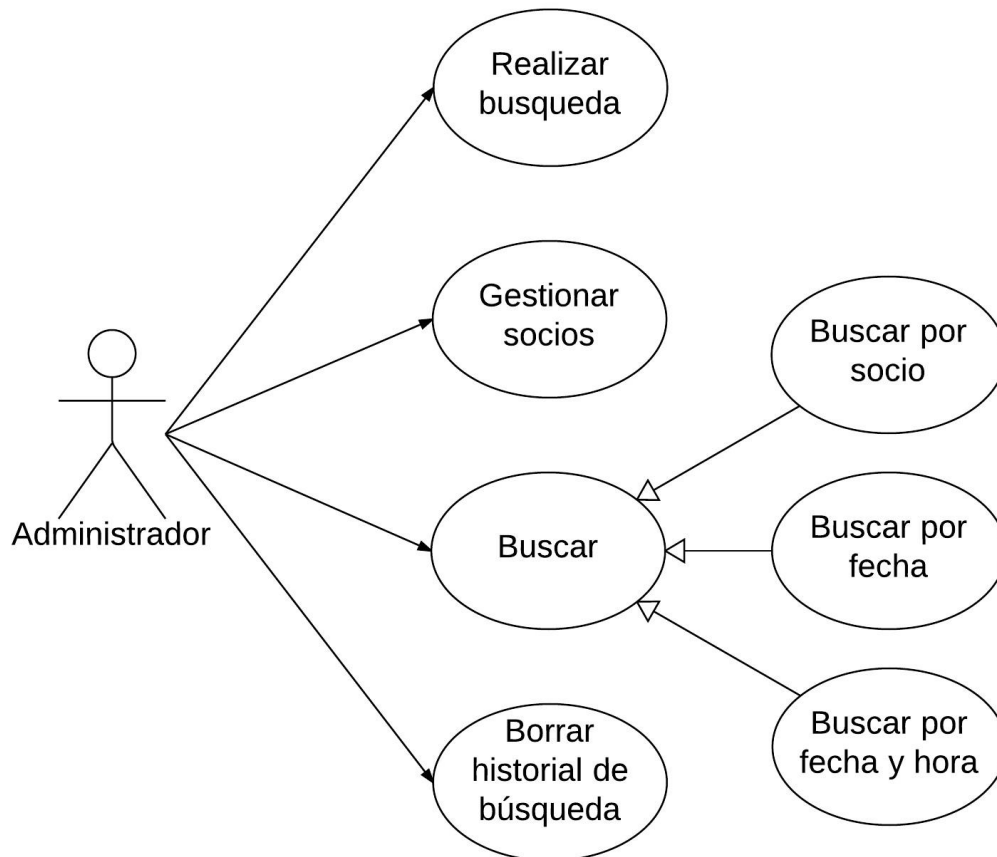 Realizar
busqueda
Gestionar
socios
Buscar por
socio
Administrador
Buscar
Buscar por
fecha
Borrar
historial de
búsqueda
Buscar por
fecha y hora